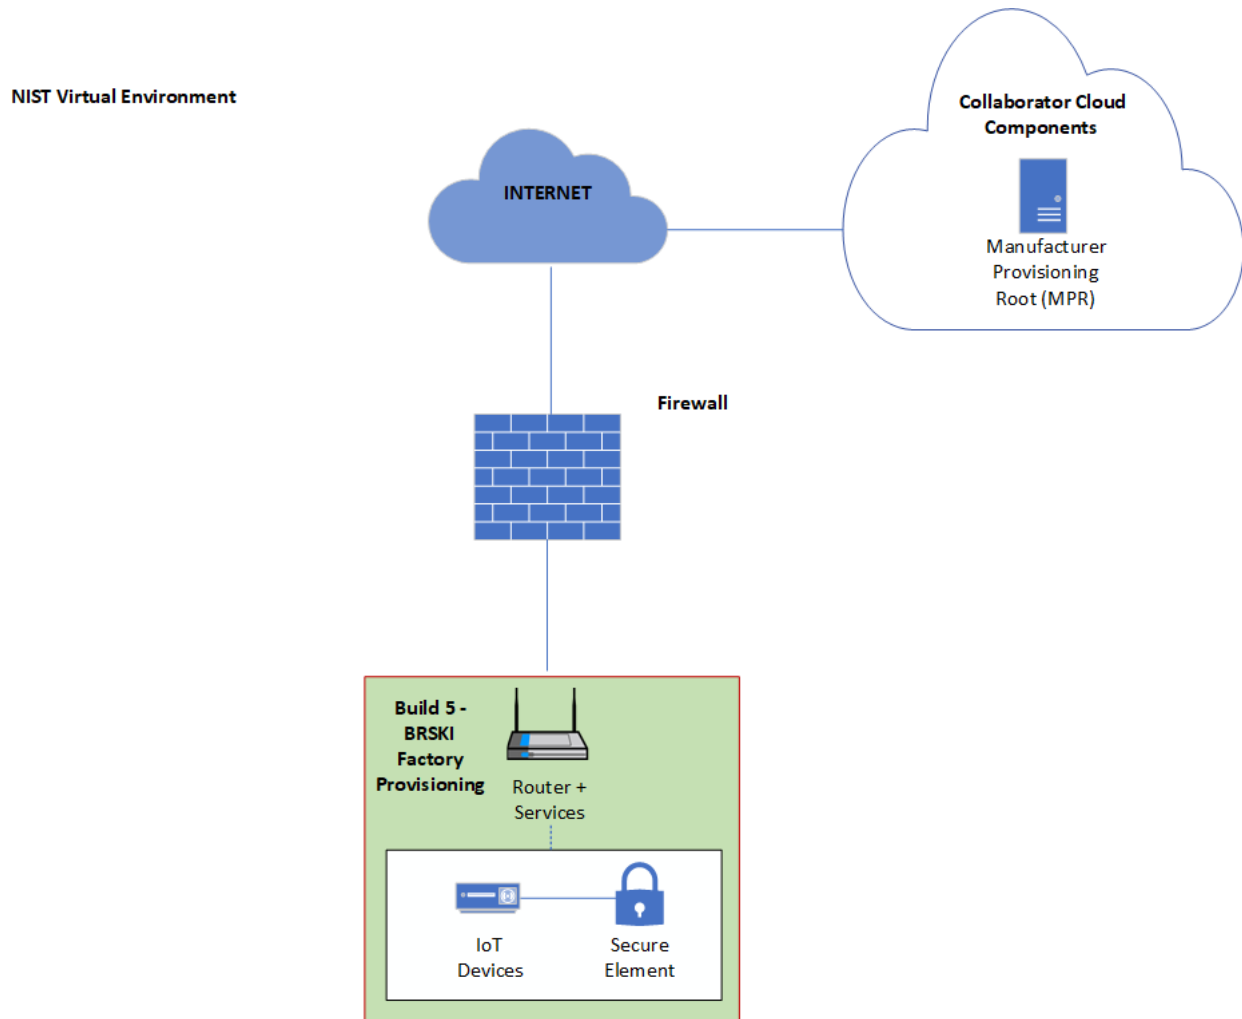 NIST Virtual Environment
Collaborator Cloud
Components
INTERNET
Manufacturer
Provisioning
Root (MPR)
Firewall
Build 5 -
BRSKI
Factory
Provisioning
Router +
Services
IoT
Devices
Secure
Element